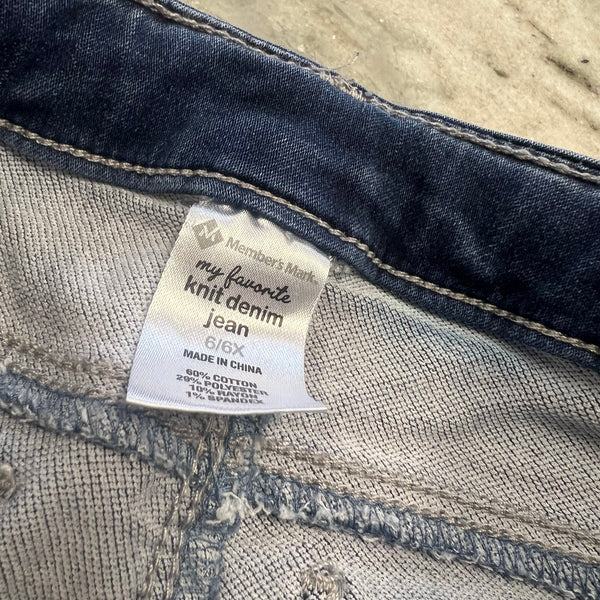 Member's Mark
my favorite
knit denim
jean
6/6X
MADE IN CHINA
60% COTTON
29% POLYESTER
10% RAYON
1% SPANDEX